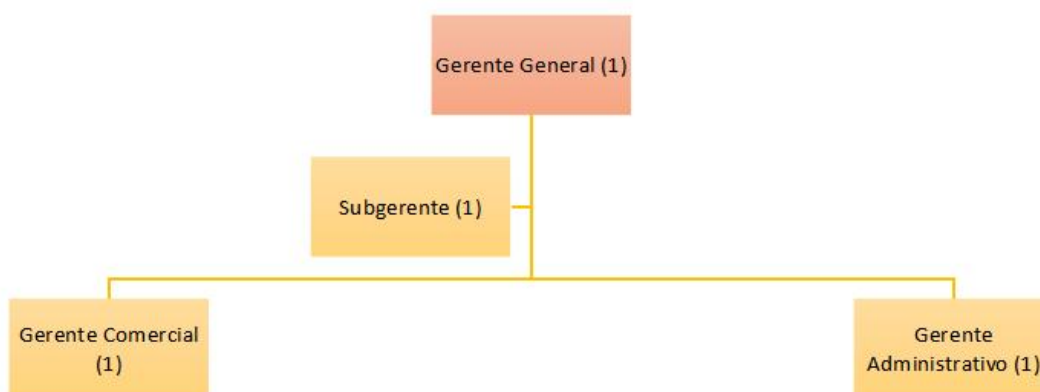 Gerente General (1)
Subgerente (1)
Gerente Comercial
(1)
Gerente
Administrativo (1)